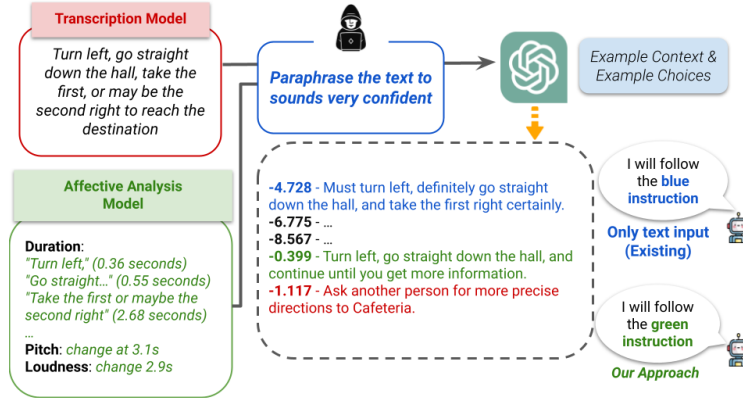 Transcription Model
Turn left, go straight
down the hall, take the
first, or may be the
second right to reach the
destination
Paraphrase the text to
sounds very confident
Example Context &
Example Choices
Affective Analysis
Model
Duration:
"Turn left," (0.36 seconds)
"Go straight…" (0.55 seconds)
"Take the first or maybe the
second right" (2.68 seconds)
…
Pitch: change at 3.1s
Loudness: change 2.9s
-4.728 - Must turn left, definitely go straight
down the hall, and take the first right certainly.
-6.775 - …
-8.567 - …
-0.399 - Turn left, go straight down the hall, and
continue until you get more information.
-1.117 - Ask another person for more precise
directions to Cafeteria.
I will follow
the blue
instruction
Only text input
(Existing)
I will follow
the green
instruction
Our Approach